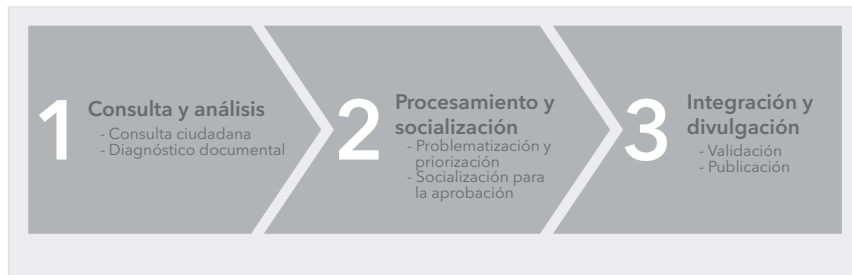 1
Consulta y análisis
- Consulta ciudadana
- Diagnóstico documental
2
Procesamiento y
socialización
- Problematización y
priorización
- Socialización para
la aprobación
3
Integración y
divulgación
- Validación
- Publicación